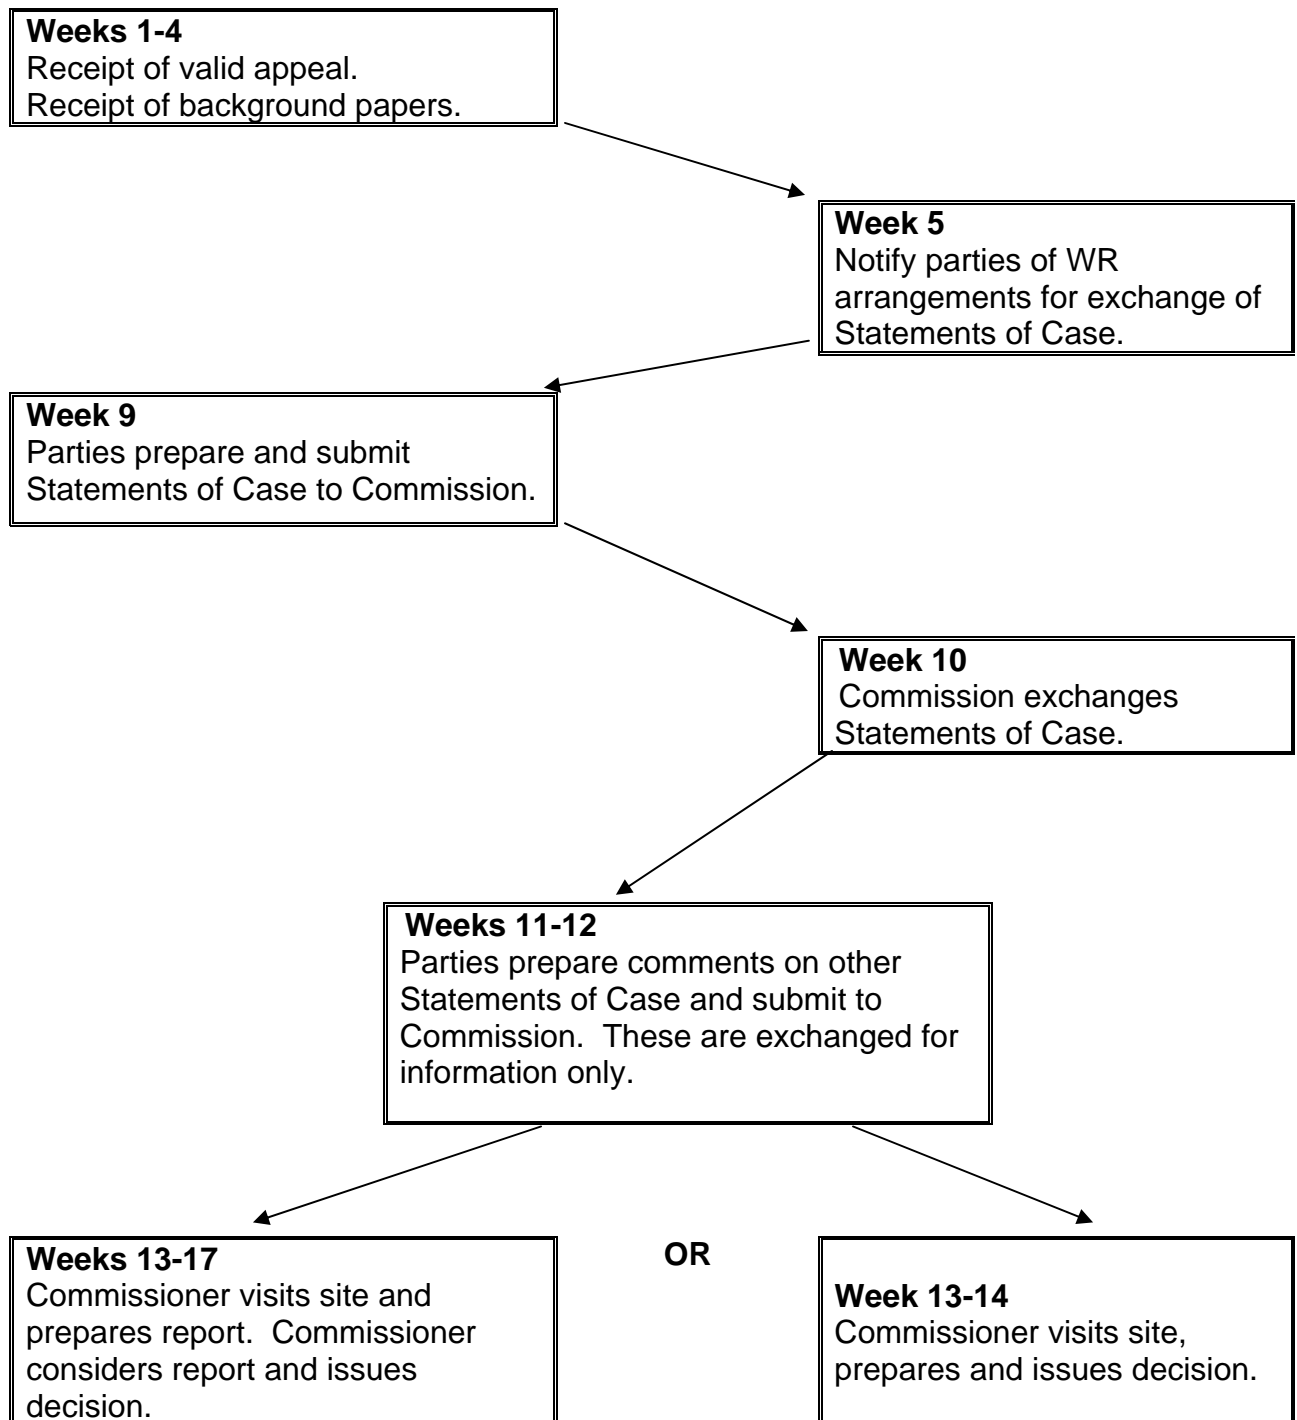 Weeks 1-4
Receipt of valid appeal.
Receipt of background papers.
Week 5
Notify parties of WR
arrangements for exchange of
Statements of Case.
Week 9
Parties prepare and submit
Statements of Case to Commission.
Week 10
Commission exchanges
Statements of Case.
Weeks 11-12
Parties prepare comments on other
Statements of Case and submit to
Commission.  These are exchanged for
information only.
Weeks 13-17
Commissioner visits site and
prepares report.  Commissioner
considers report and issues
decision.
OR
Week 13-14
Commissioner visits site,
prepares and issues decision.